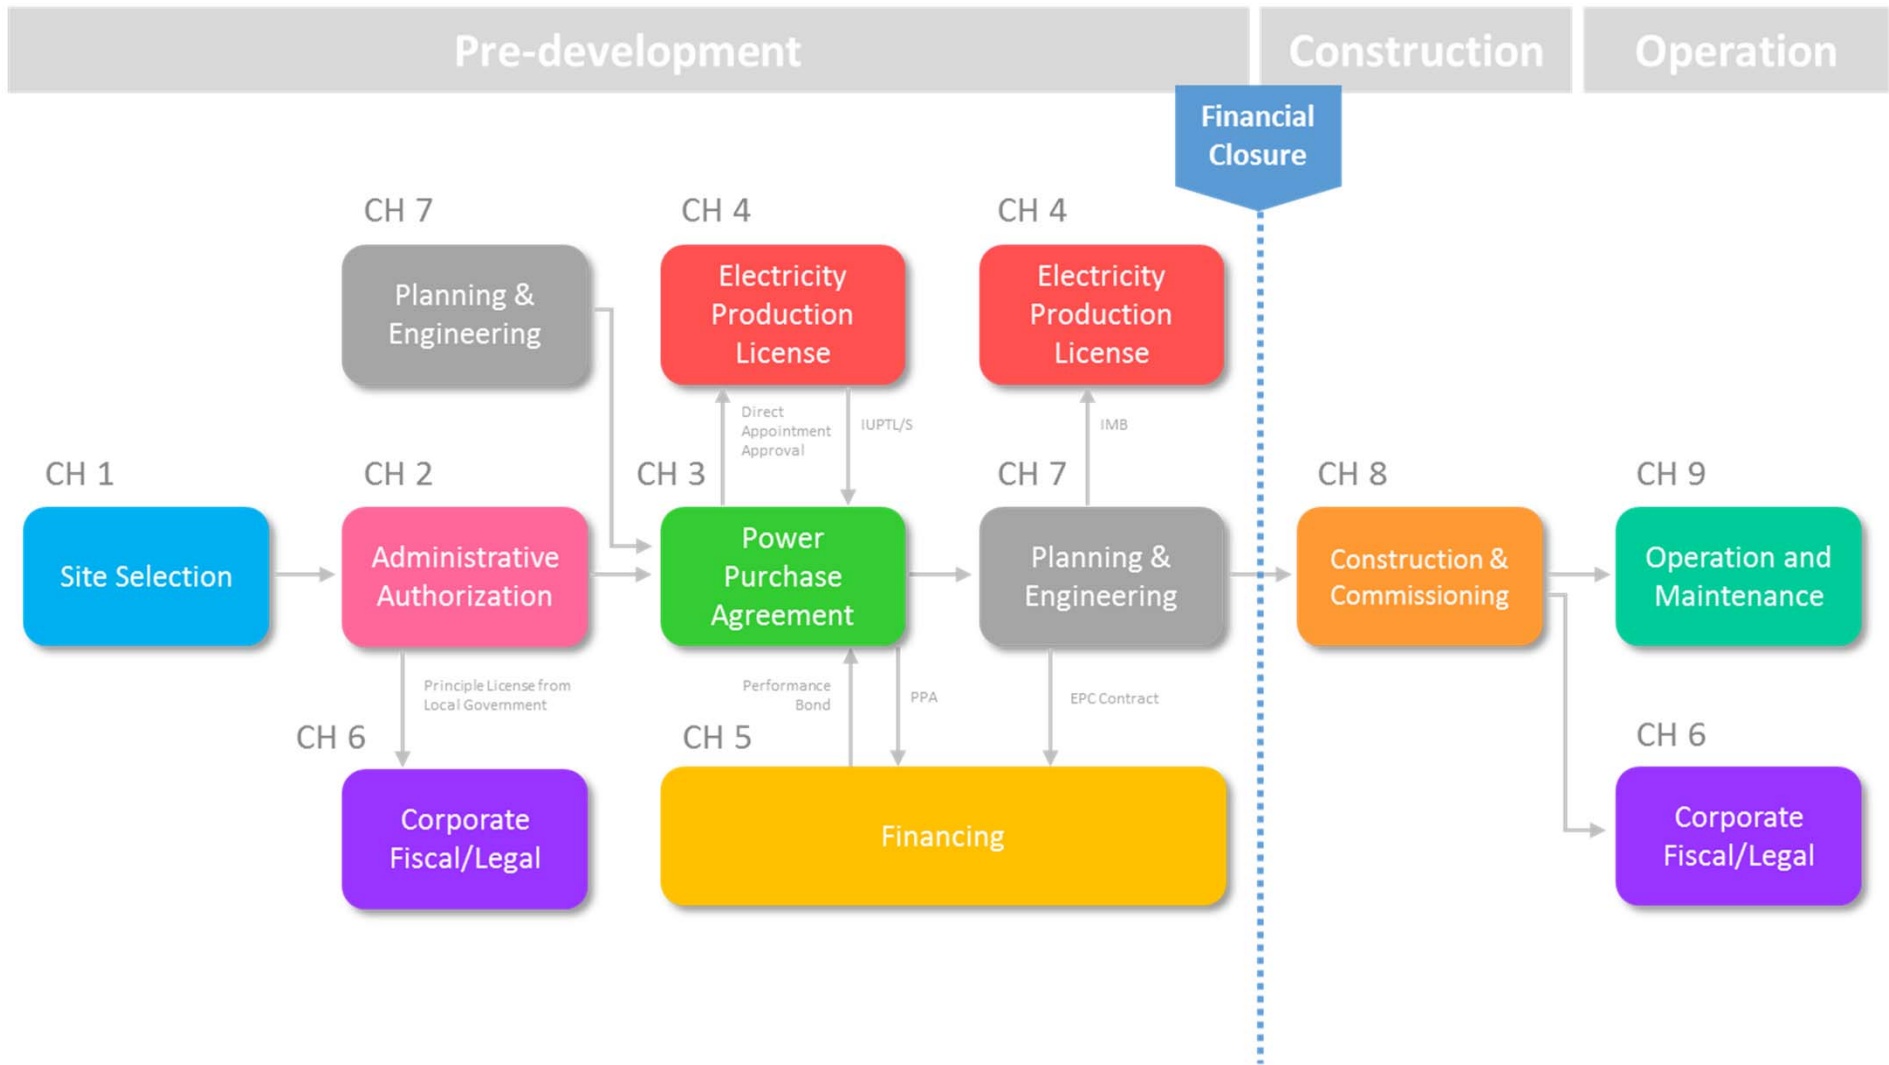 Pre-development
Construction
Operation
Financial
Closure
CH 7
Planning &
Engineering
CH 4
Electricity
Production
License
CH 4
Electricity
Production
License
Direct
Appointment
Approval
IUPTL/S
IMB
CH 1
Site Selection
CH 2
Administrative
Authorization
CH 3
Power
Purchase
Agreement
CH 7
Planning &
Engineering
CH 8
Construction &
Commissioning
CH 9
Operation and
Maintenance
Principle License from
Local Government
Performance
Bond
PPA
EPC Contract
CH 6
Corporate
Fiscal/Legal
CH 5
Financing
CH 6
Corporate
Fiscal/Legal